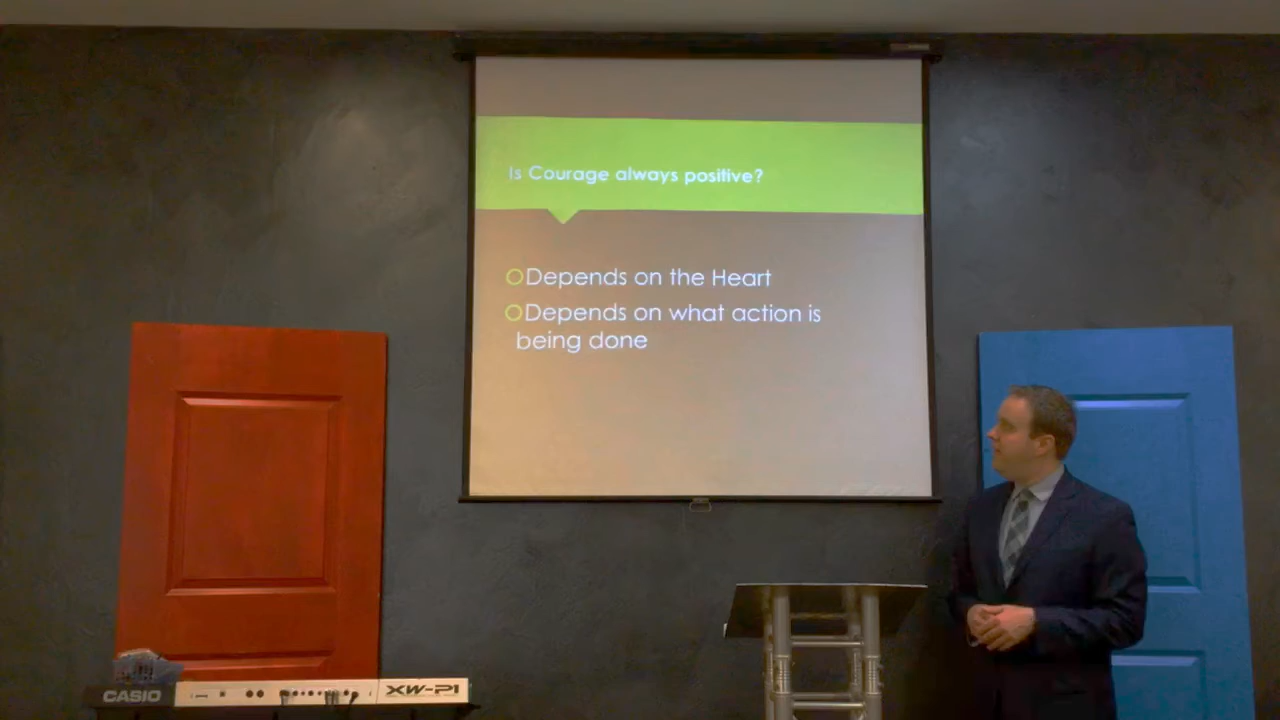 Is Courage always positive?
Depends on the Heart
Depends on what action is
being done
CASIO
XW-P1